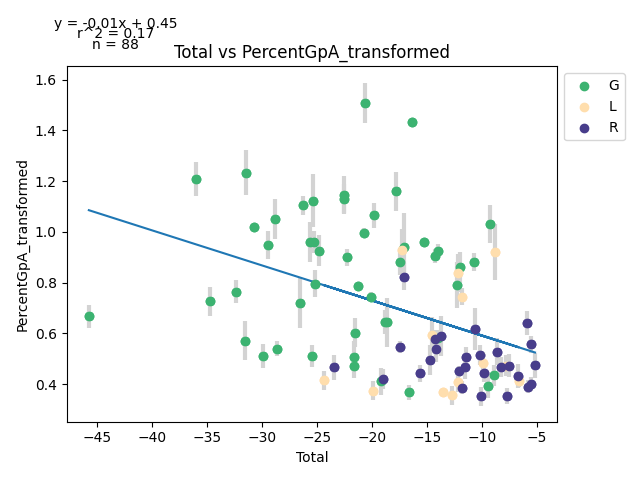 y = -0.01x + 0.45
r^2 = 0.17
n = 88
Total vs PercentGpA_transformed
G
L
R
PercentGpA_transformed
1.6
1.4
1.2
1.0
0.8
0.6
0.4
−45 −40 −35 −30 −25 −20 −15 −10 −5
Total